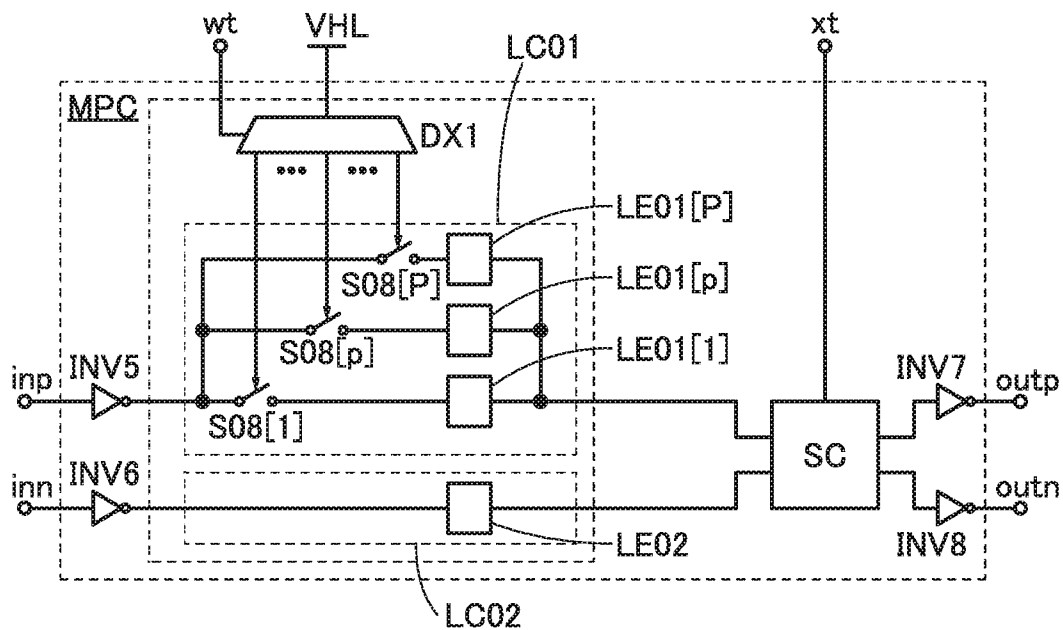 wt
VHL
xt
LC01
MPC
DX1
... ...
LE01[P]
S08[P]
LE01[p]
S08[p]
LE01[1]
INV5
inp
S08[1]
INV7
outp
SC
INV6
inn
outn
INV8
LE02
LC02